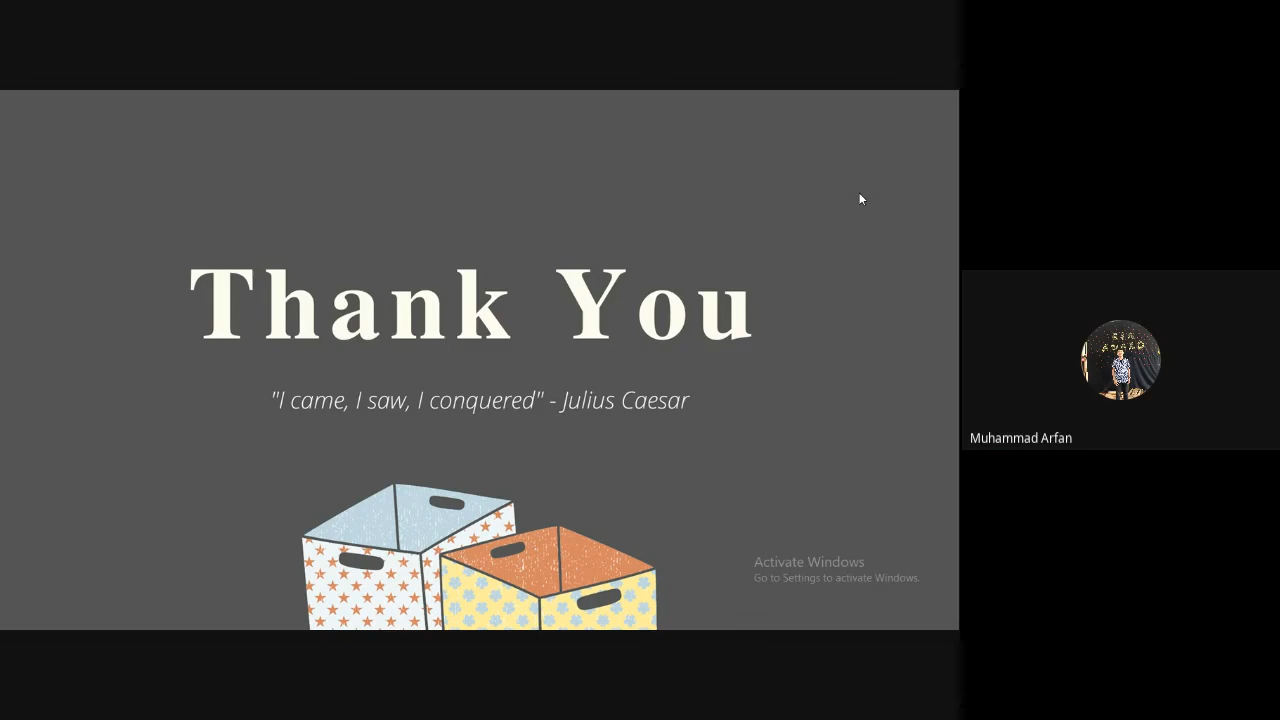 Thank You
"I came, I saw, I conquered" - Julius Caesar
Activate Windows
Go to Settings to activate Windows.
Muhammad Arfan